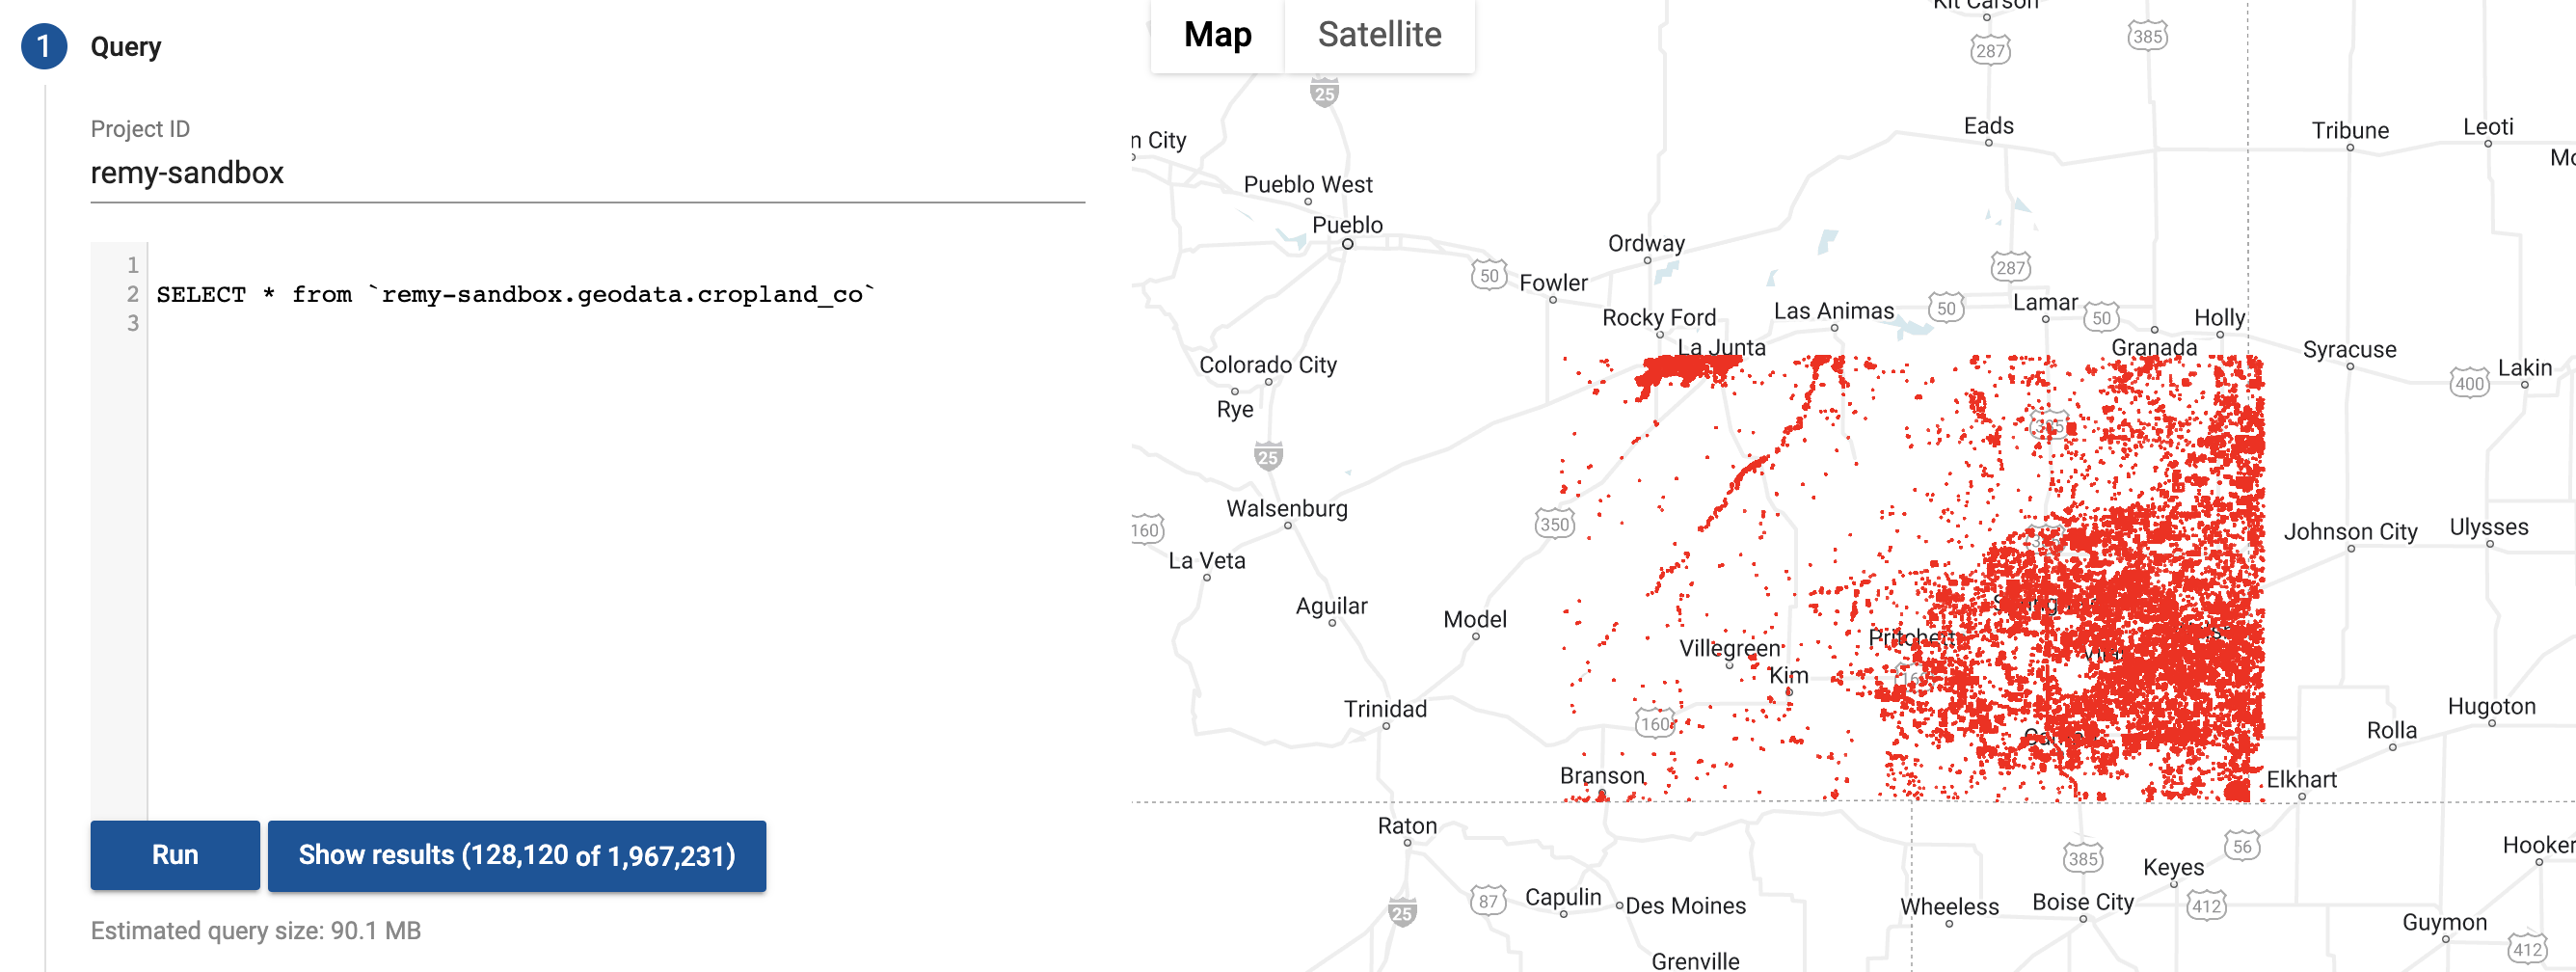 1
Query
Project ID
remy-sandbox
1
2 SELECT * from `remy-sandbox.geodata.cropland_co`
3
Run
Show results (128,120 of 1,967,231)
Estimated query size: 90.1 MB
Map
Satellite
Kit Carson
287
385
25
Eads
Tribune
Leoti
n City
Pueblo West
Pueblo
Ordway
50
Fowler
287
Rocky Ford
Las Animas
50
Lamar
50
Holly
La Junta
Granada
Syracuse
Lakin
400
Colorado City
Rye
385
25
Walsenburg
160
350
Johnson City
Ulysses
La Veta
Aguilar
Model
Villegreen
Pritchett
Kim
160
Trinidad
160
Hugoton
Rolla
Branson
Elkhart
Raton
385
56
Keyes
Hooker
25
87
Capulin
Des Moines
Wheeless
Boise City
412
Guymon
412
Grenville